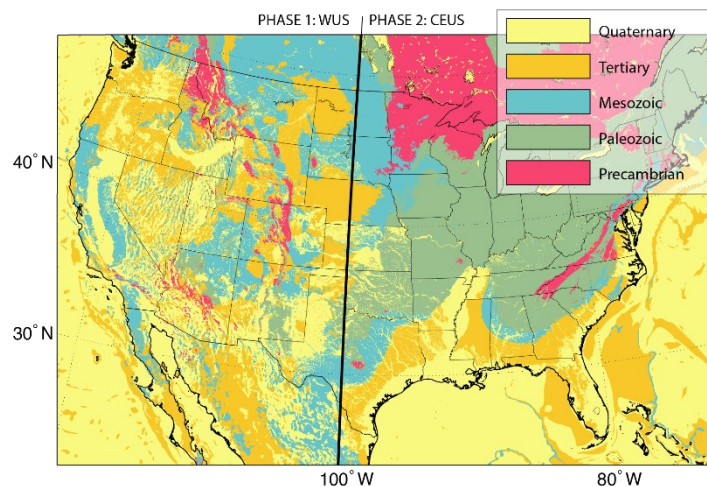 PHASE 1: WUS PHASE 2: CEUS
Quaternary
Tertiary
Mesozoic
Paleozoic
Precambrian
40°N
30°N
100°W
80°W